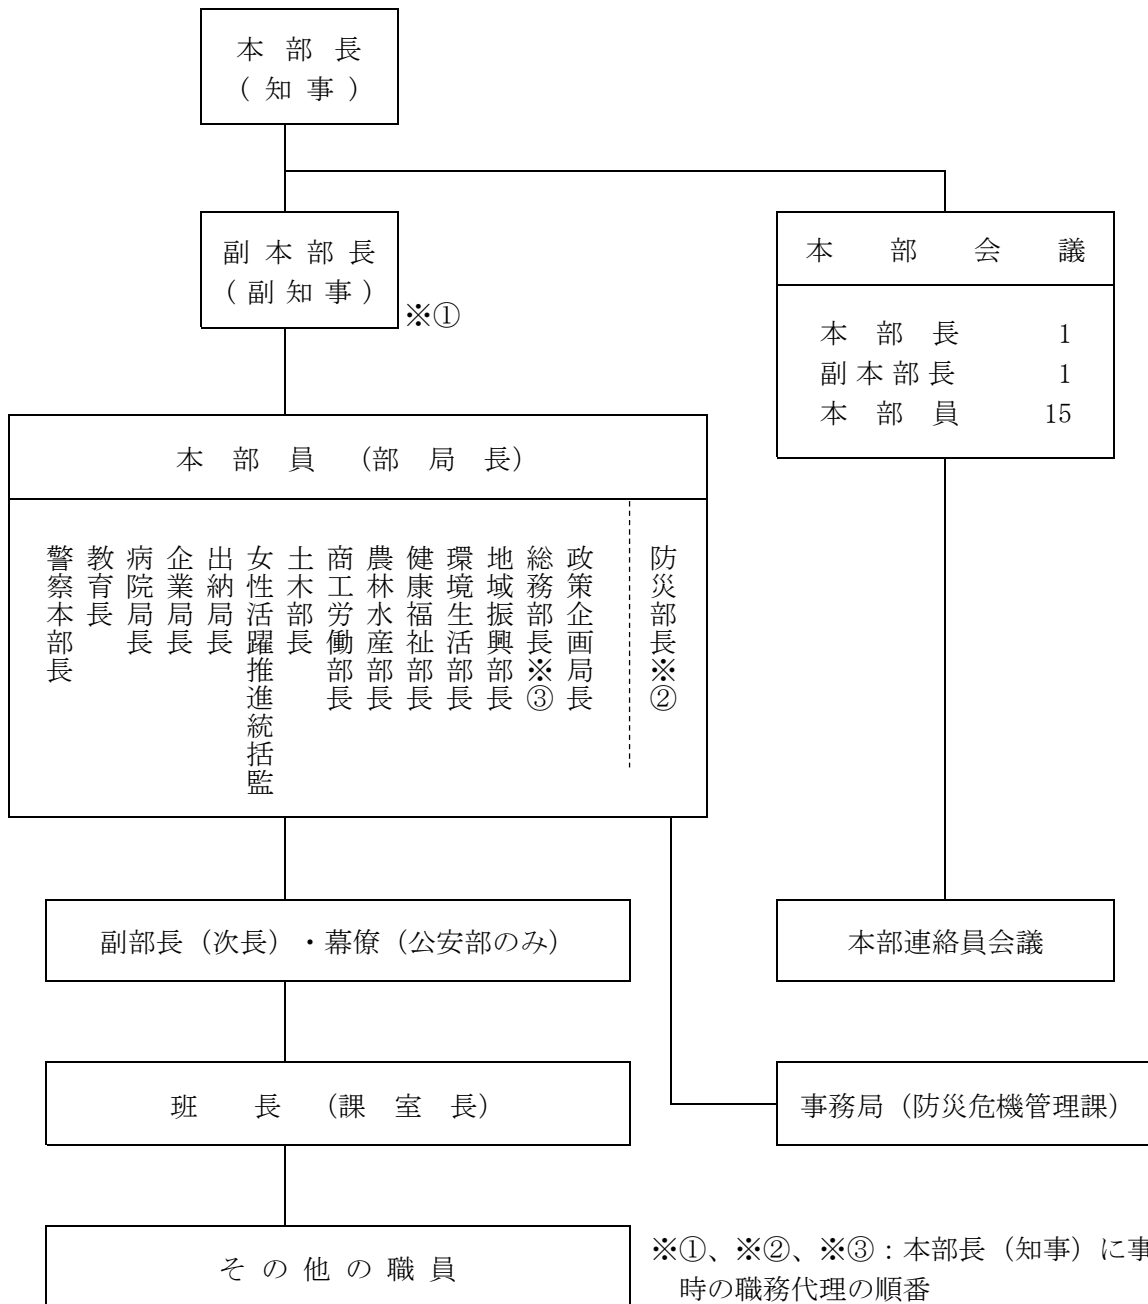 本部長
(知事)
副本部長
(副知事)
※①
本部会議
本部長 1
副本部長 1
本部員 15
本部員 (部局長)
防災部長※②
政策企画局長
総務部長※③
地域振興部長
環境生活部長
健康福祉部長
農林水産部長
商工労働部長
土木部長
女性活躍推進統括監
出納局長
企業局長
病院局長
教育長
警察本部長
副部長(次長)・幕僚(公安部のみ)
本部連絡員会議
班長 (課室長)
事務局(防災危機管理課)
その他の職員
※①、※②、※③:本部長(知事)に事
時の職務代理の順番